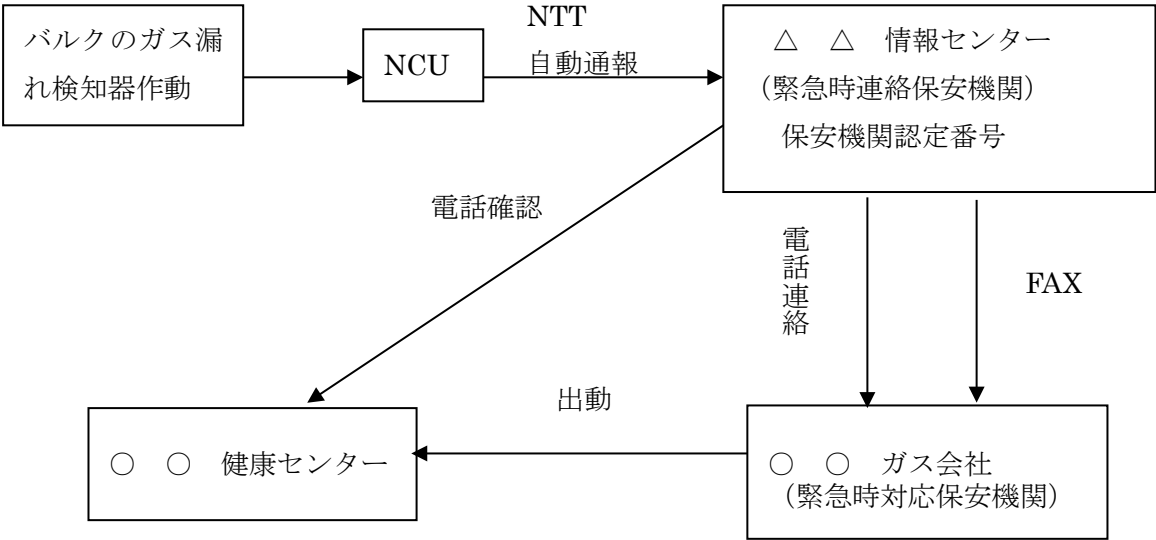 バルクのガス漏
れ検知器作動
NCU
NTT
自動通報
△ △ 情報センター
(緊急時連絡保安機関)
保安機関認定番号
電話確認
電話連絡
FAX
出動
○ ○ 健康センター
○ ○ ガス会社
(緊急時対応保安機関)